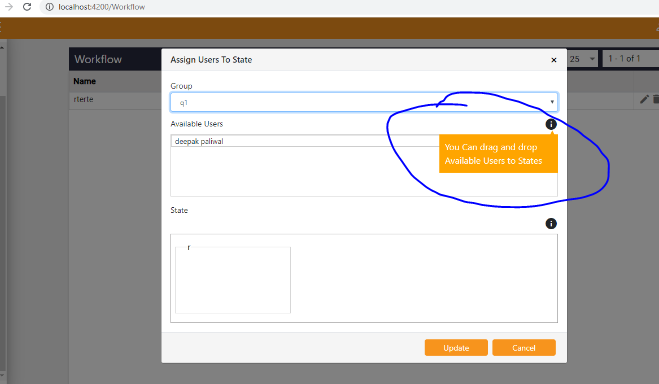 localhost:4200/Workflow
Workflow
25
1 - 1 of 1
Name
rterte
Assign Users To State
×
Group
q1
Available Users
deepak paliwal
You Can drag and drop
Available Users to States
State
r
Update
Cancel